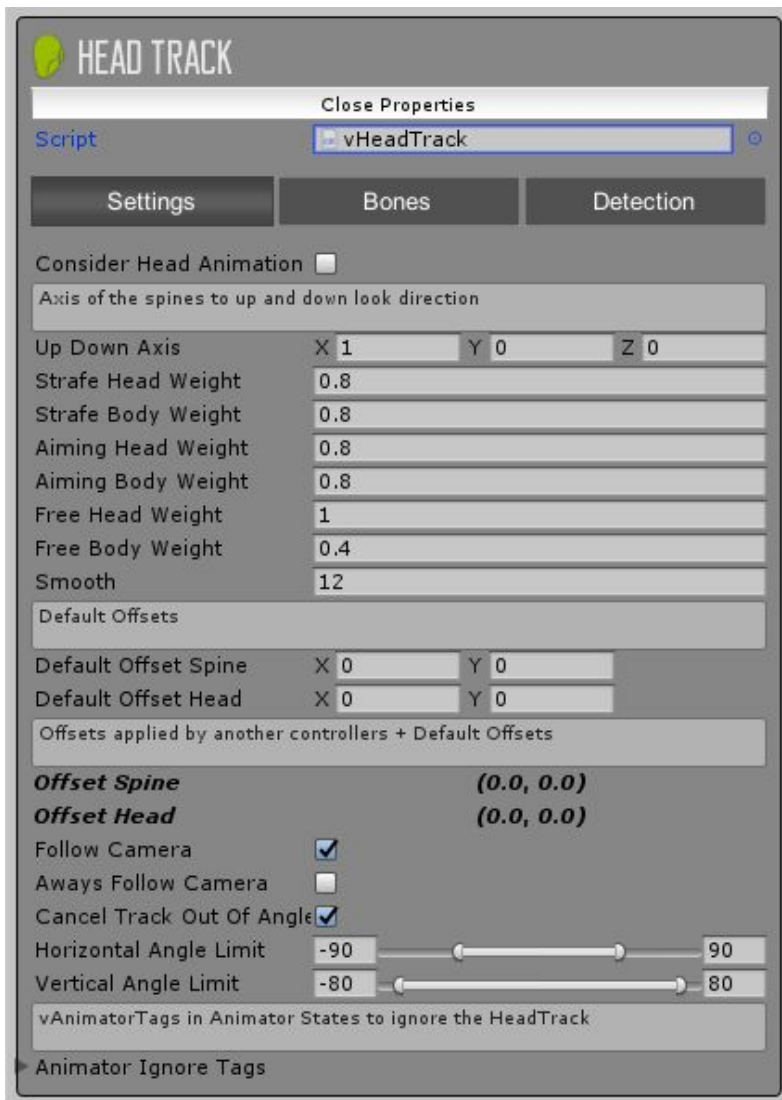 HEAD TRACK
Close Properties
Script vHeadTrack
Settings Bones Detection
Consider Head Animation
Axis of the spines to up and down look direction
Up Down Axis X 1 Y 0 Z 0
Strafe Head Weight 0.8
Strafe Body Weight 0.8
Aiming Head Weight 0.8
Aiming Body Weight 0.8
Free Head Weight 1
Free Body Weight 0.4
Smooth 12
Default Offsets
Default Offset Spine X 0 Y 0
Default Offset Head X 0 Y 0
Offsets applied by another controllers + Default Offsets
Offset Spine (0.0, 0.0)
Offset Head (0.0, 0.0)
Follow Camera
Aways Follow Camera
Cancel Track Out Of Angle
Horizontal Angle Limit -90 90
Vertical Angle Limit -80 80
vAnimatorTags in Animator States to ignore the HeadTrack
Animator Ignore Tags